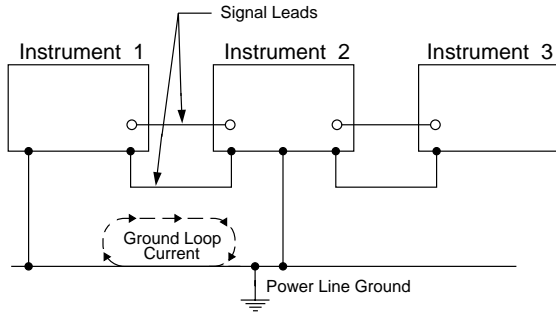 Signal Leads
Instrument 1
Instrument 2
Instrument 3
Ground Loop
Current
Power Line Ground